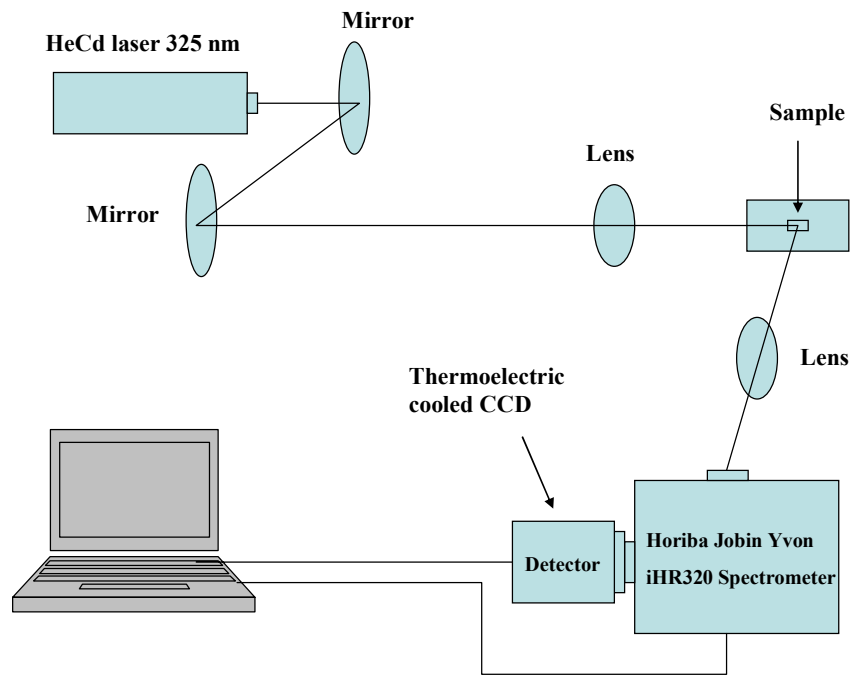 Mirror
HeCd laser 325 nm
Sample
Lens
Mirror
Lens
Thermoelectric
cooled CCD
Horiba Jobin Yvon
Detector
iHR320 Spectrometer